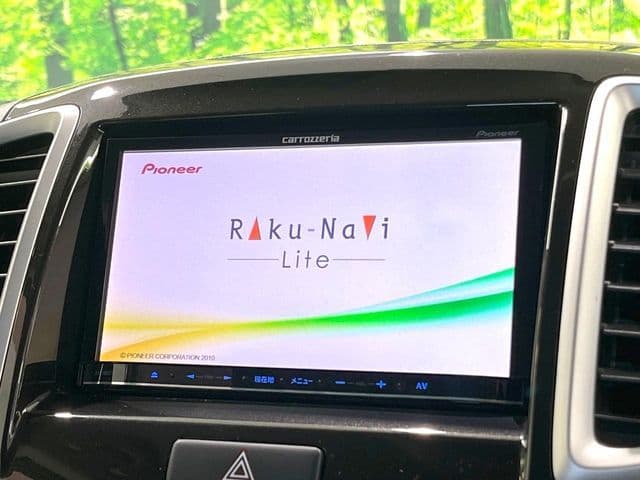 carrozzeria
Pioneer
Pioneer
Raku-Navi
Lite
© PIONEER CORPORATION 2010
現在地 メニュー − + AV